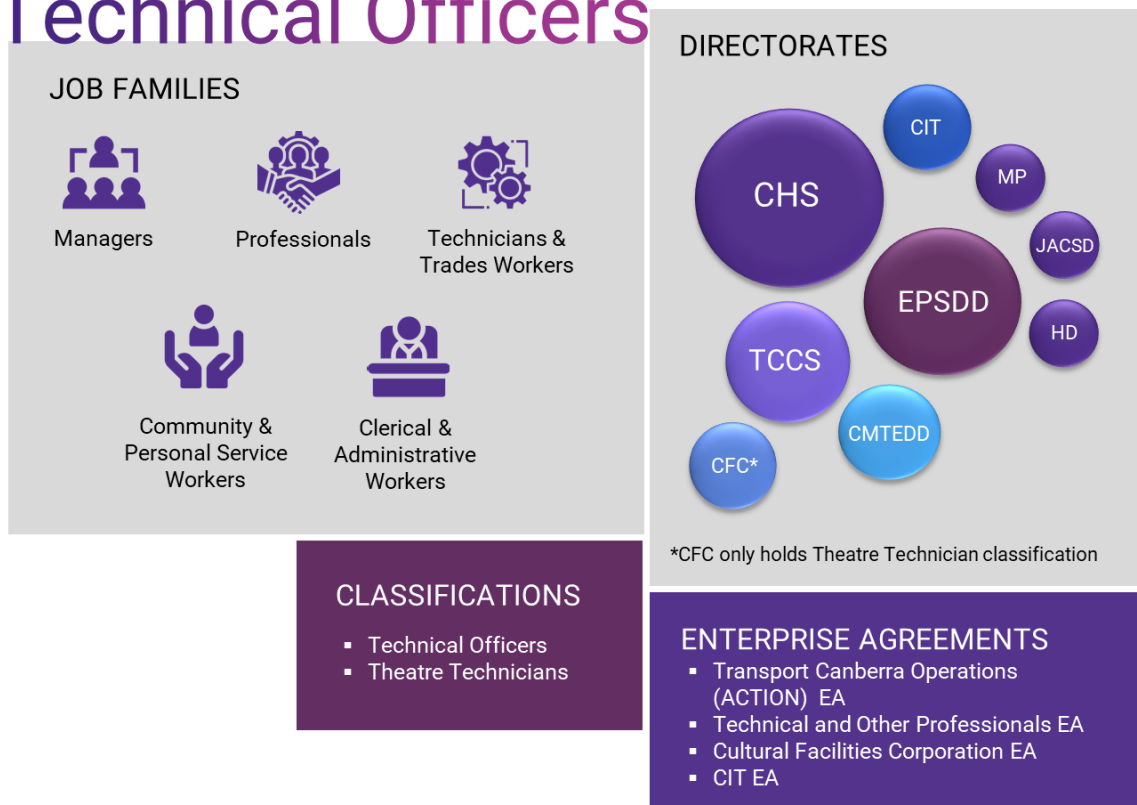 Technical Officers
JOB FAMILIES
Managers
Professionals
Technicians &
Trades Workers
Community &
Personal Service
Workers
Clerical &
Administrative
Workers
DIRECTORATES
CIT
CHS
MP
JACSD
EPSDD
HD
TCCS
CMTEDD
CFC*
*CFC only holds Theatre Technician classification
CLASSIFICATIONS
▪ Technical Officers
▪ Theatre Technicians
ENTERPRISE AGREEMENTS
▪ Transport Canberra Operations
(ACTION) EA
▪ Technical and Other Professionals EA
▪ Cultural Facilities Corporation EA
▪ CIT EA